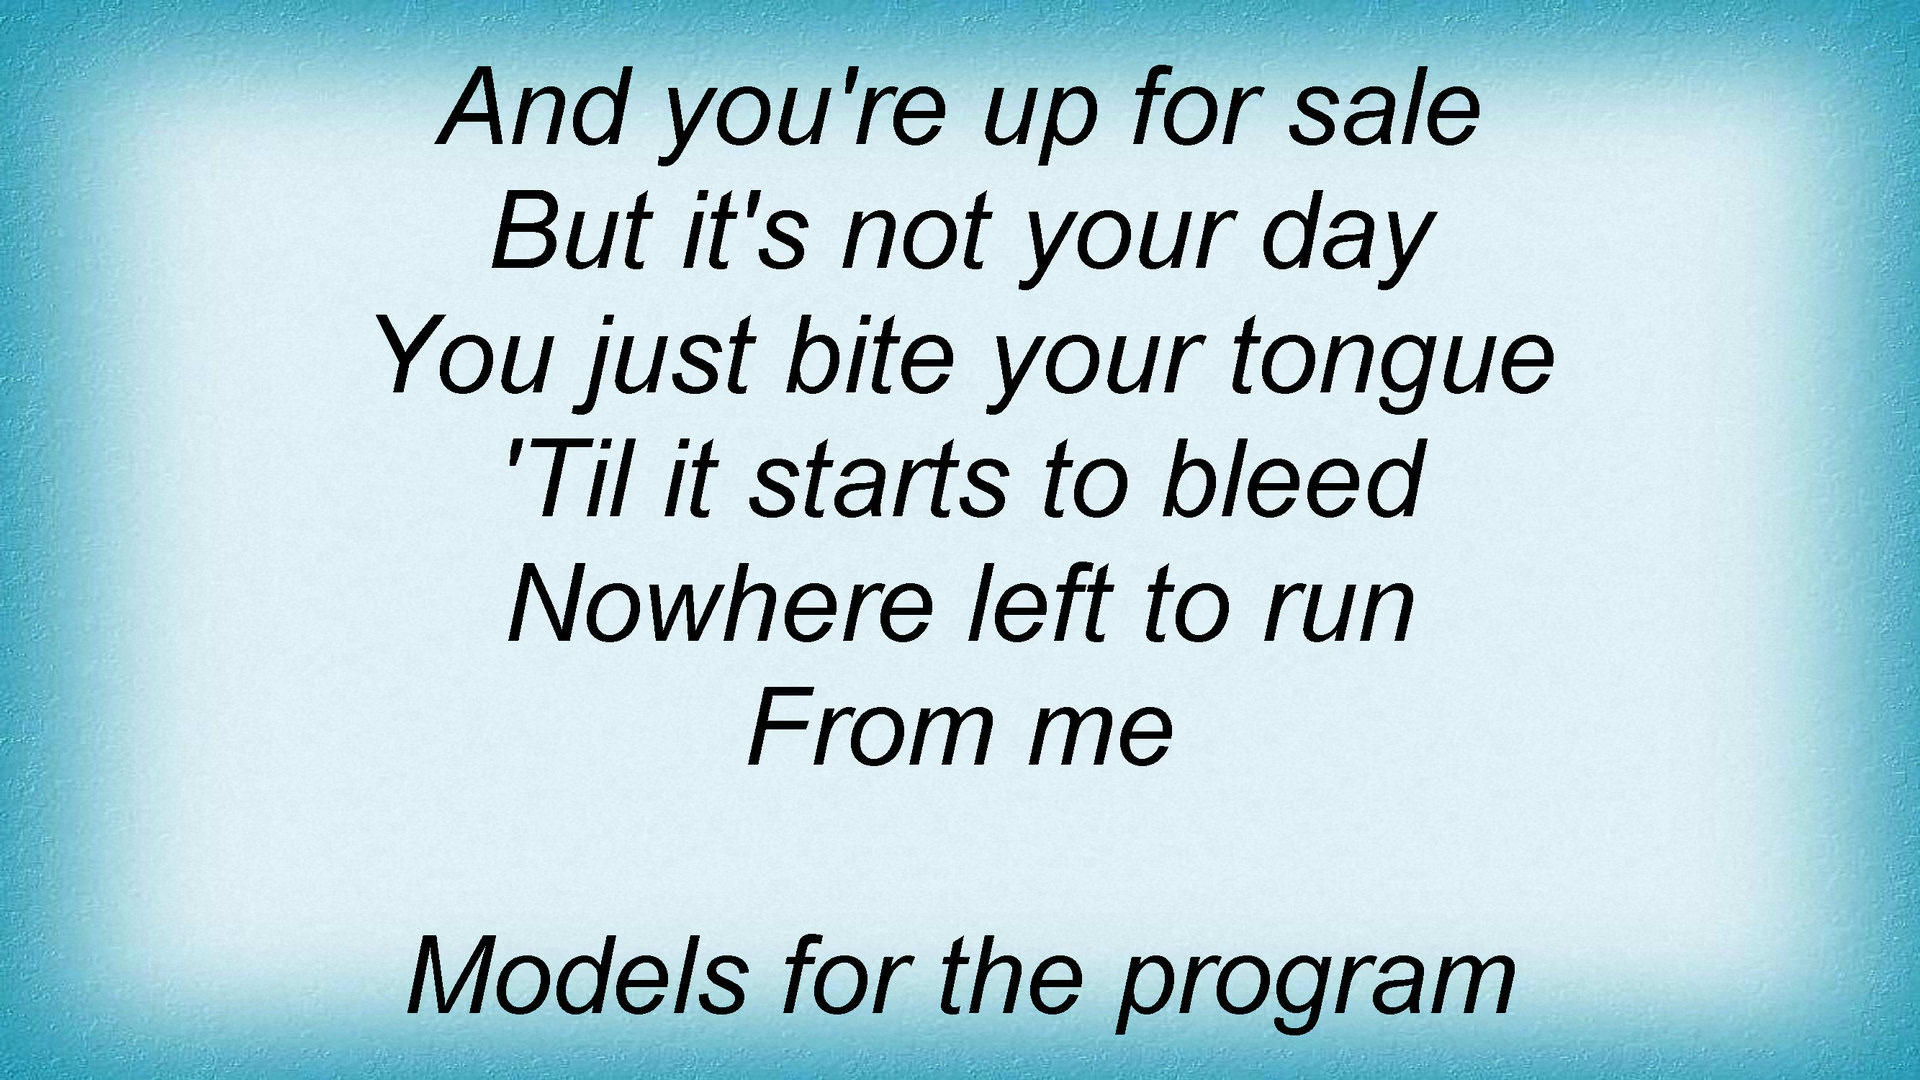 And you're up for sale
But it's not your day
You just bite your tongue
'Til it starts to bleed
Nowhere left to run
From me
Models for the program